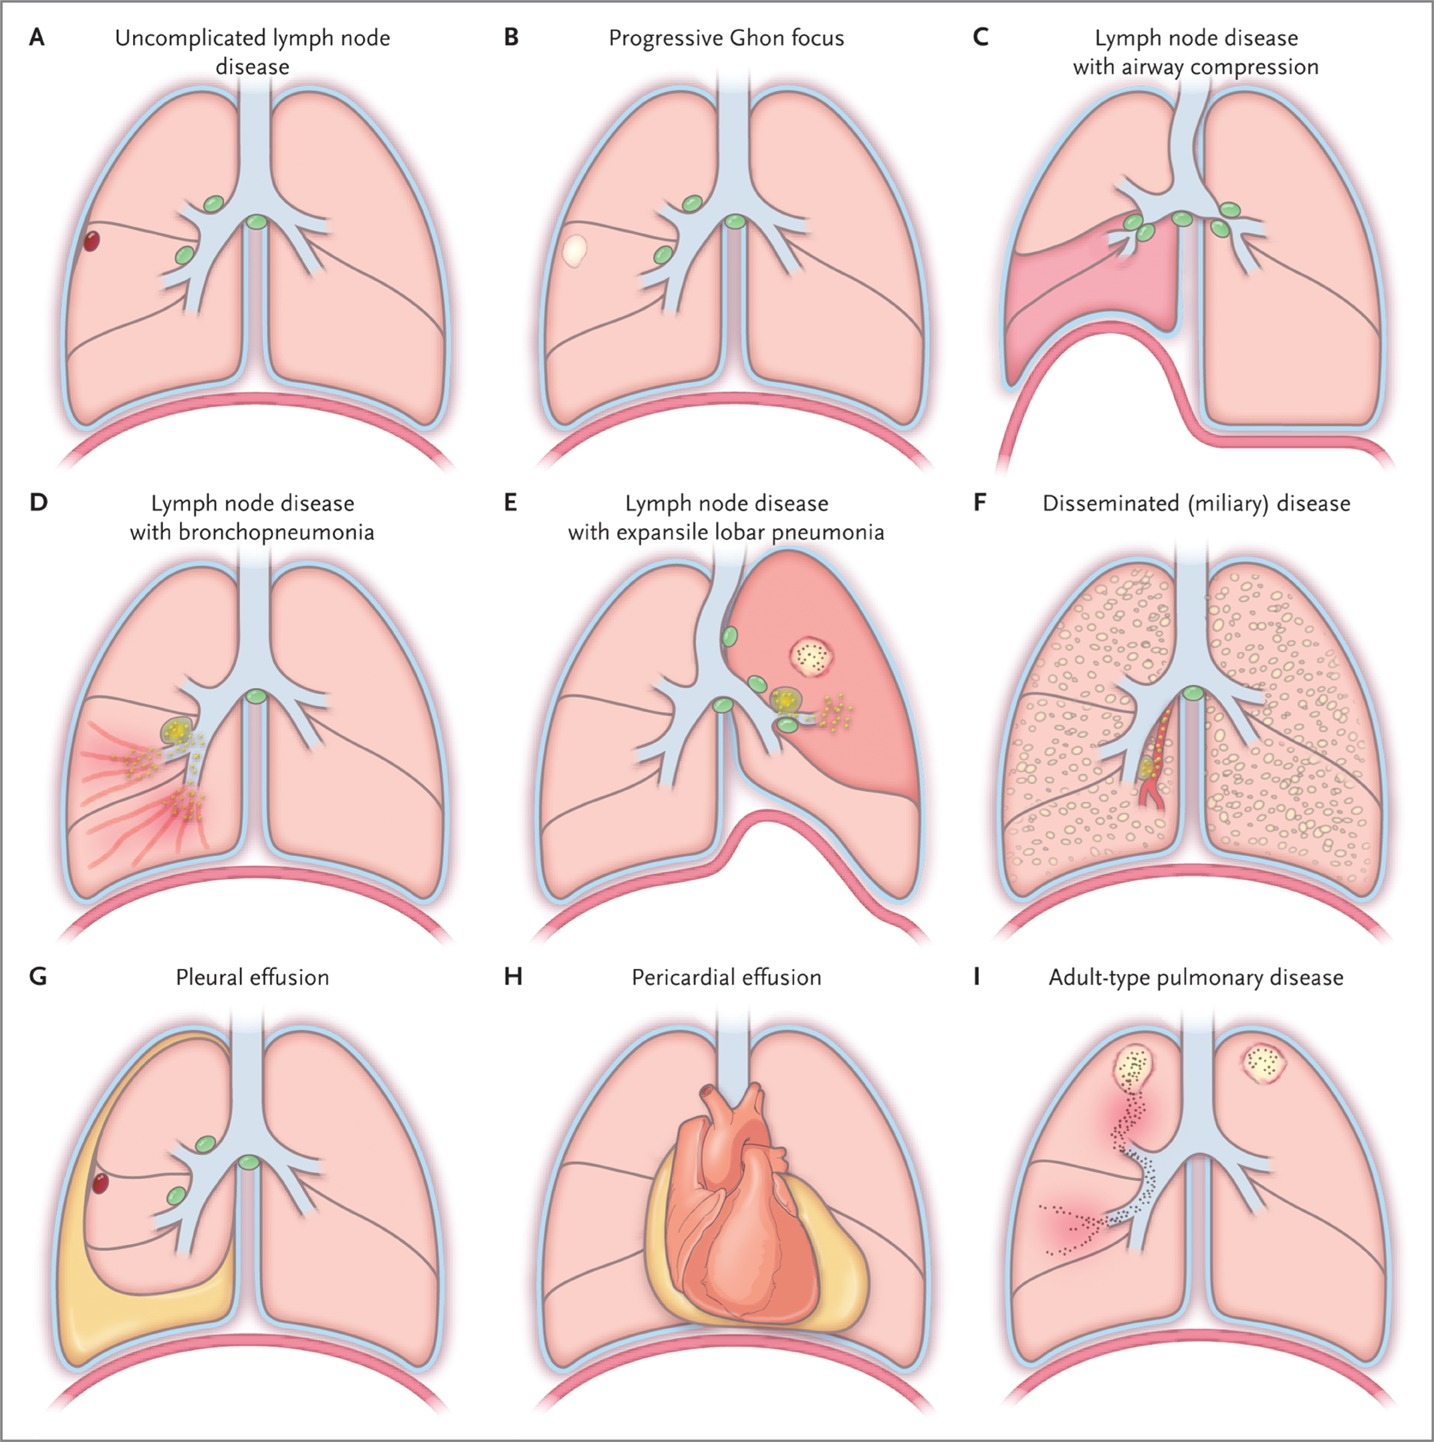 A
Uncomplicated lymph node
disease
B
Progressive Ghon focus
C
Lymph node disease
with airway compression
D
Lymph node disease
with bronchopneumonia
E
Lymph node disease
with expansile lobar pneumonia
F
Disseminated (miliary) disease
G
Pleural effusion
H
Pericardial effusion
I
Adult-type pulmonary disease